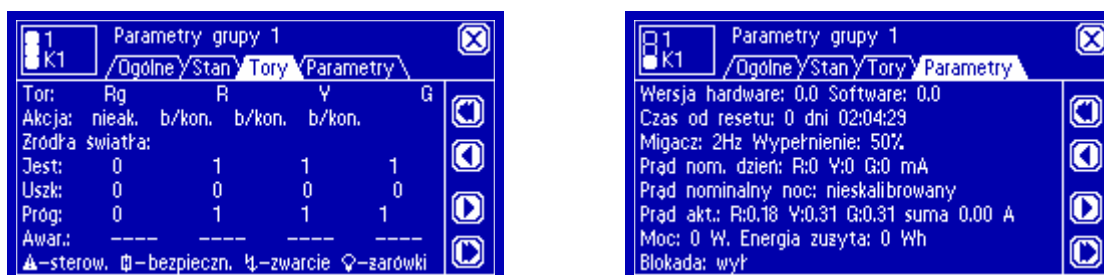 1
K1
Parametry grupy 1
Ogólne Stan Tory Parametry
Tor: Rg R Y G
Akcja: nieak. b/kon. b/kon. b/kon.
Źródła światła:
Jest: 0 1 1 1
Uszk: 0 0 0 0
Próg: 0 1 1 1
Awar.: ---- ---- ---- ----
-sterow. -bezpieczn. -zwarcie -żarówki
1
K1
Parametry grupy 1
Ogólne Stan Tory Parametry
Wersja hardware: 0.0 Software: 0.0
Czas od resetu: 0 dni 02:04:29
Migacz: 2Hz Wypełnienie: 50%
Prąd nom. dzień: R:0 Y:0 G:0 mA
Prąd nominalny noc: nieskalibrowany
Prąd akt.: R:0.18 Y:0.31 G:0.31 suma 0.00 A
Moc: 0 W. Energia zużyta: 0 Wh
Blokada: wył